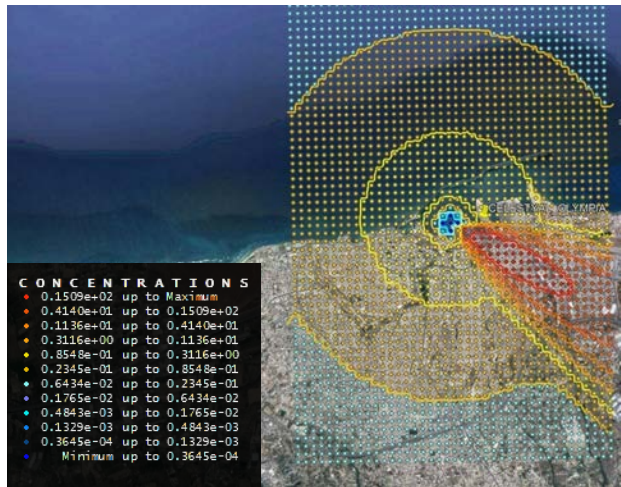 OLYMPIA
C O N C E N T R A T I O N S
0.1509e+02 up to Maximum
0.4140e+01 up to 0.1509e+02
0.1136e+01 up to 0.4140e+01
0.3116e+00 up to 0.1136e+01
0.8548e-01 up to 0.3116e+00
0.2345e-01 up to 0.8548e-01
0.6434e-02 up to 0.2345e-01
0.1765e-02 up to 0.6434e-02
0.4843e-03 up to 0.1765e-02
0.1329e-03 up to 0.4843e-03
0.3645e-04 up to 0.1329e-03
Minimum up to 0.3645e-04